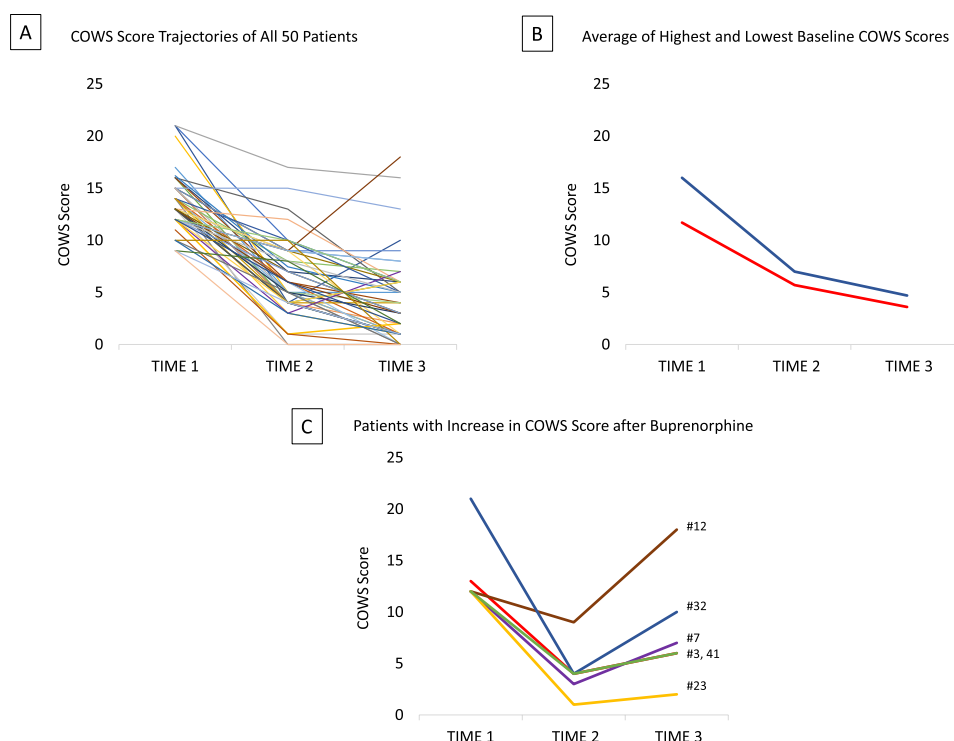 A
COWS Score Trajectories of All 50 Patients
25
20
15
10
5
0
COWS Score
TIME 1
TIME 2
TIME 3
B
Average of Highest and Lowest Baseline COWS Scores
25
20
15
10
5
0
COWS Score
TIME 1
TIME 2
TIME 3
C
Patients with Increase in COWS Score after Buprenorphine
25
20
15
10
5
0
COWS Score
#12
#32
#7
#3, 41
#23
TIME 1
TIME 2
TIME 3